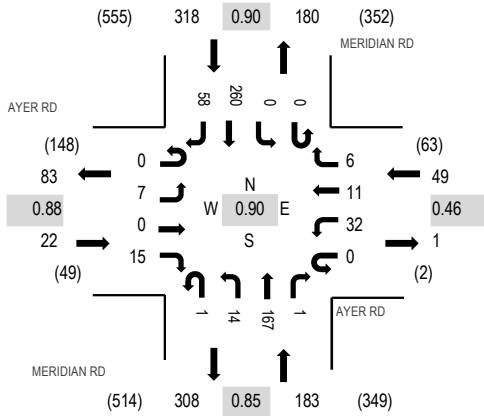 (555) 318 0.90 180 (352)
MERIDIAN RD
58 260 0 0
AYER RD
(148) (63)
83 0 6 49
0.88 7 N 11 0.46
W 0.90 E
22 0 S 32 1
(49) 15 0 (2)
1 14 167 1
AYER RD
MERIDIAN RD
(514) 308 0.85 183 (349)